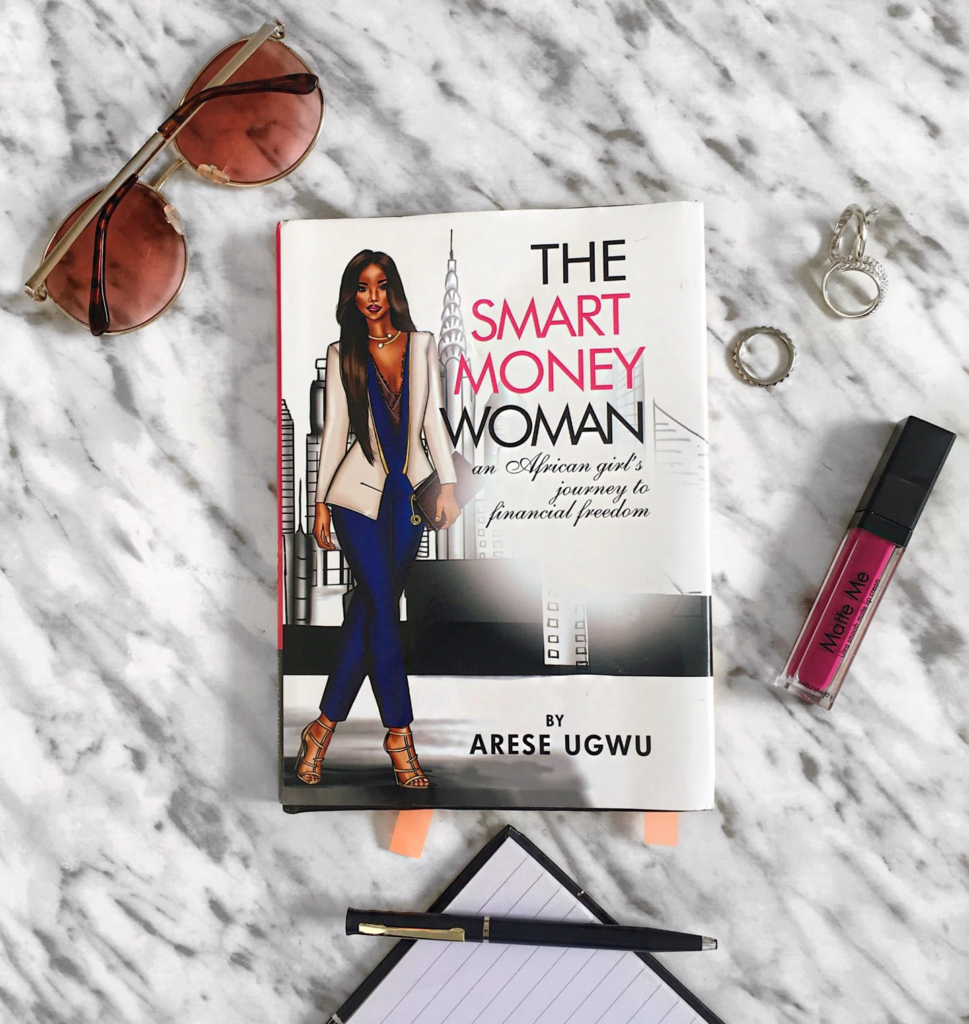 THE
SMART
MONEY
WOMAN
an African girl's
journey to
financial freedom
BY
ARESE UGWU
Matte Me